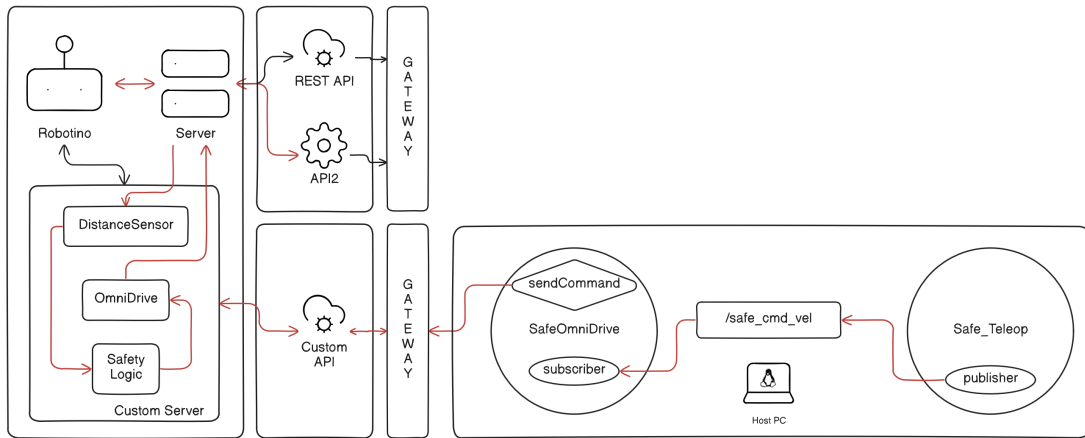 Robotino
Server
DistanceSensor
OmniDrive
Safety
Logic
Custom Server
REST API
API2
GATEWAY
Custom
API
GATEWAY
sendCommand
SafeOmniDrive
subscriber
/safe_cmd_vel
Host PC
Safe_Teleop
publisher